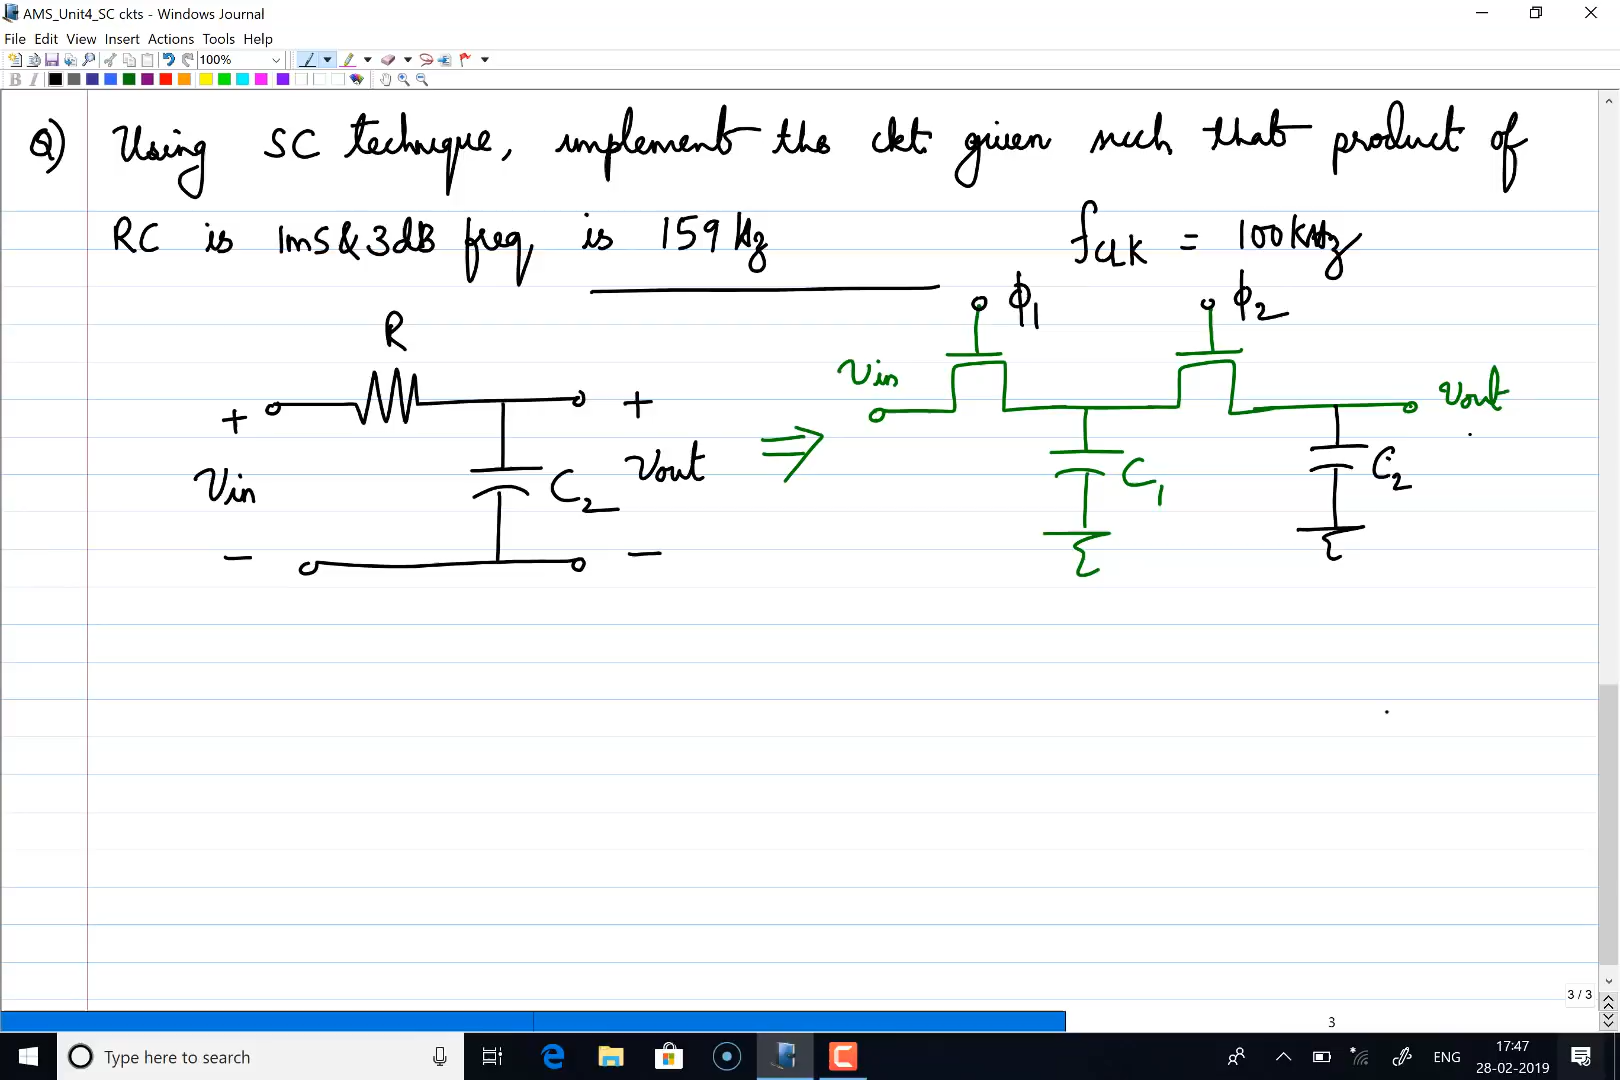 AMS_Unit4_SC ckts - Windows Journal
File Edit View Insert Actions Tools Help
100%
B I
Q) Using SC technique, implement the ckt given such that product of
RC is 1mS & 3dB freq, is 159 Hz fCLK = 100KHz
ϕ1 ϕ2
R
Vin Vout
+ +
Vin Vout ⇒ C1 C2
C2
- -
3 / 3
3
Type here to search
ENG
17:47
28-02-2019